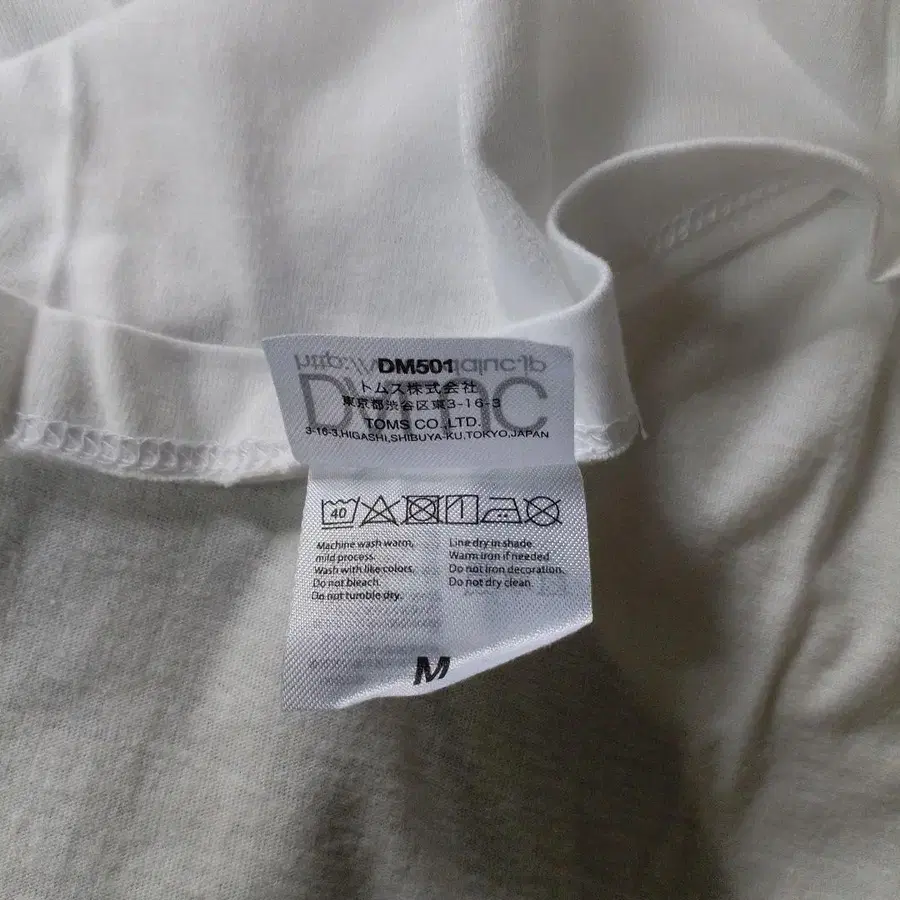 DM501
トムス株式会社
東京都渋谷区東3-16-3
TOMS CO.,LTD.
3-16-3,HIGASHI,SHIBUYA-KU,TOKYO,JAPAN
40
Machine wash warm,
mild process.
Wash with like colors.
Do not bleach.
Do not tumble dry.
Line dry in shade
Warm iron if needed
Do not iron decoration.
Do not dry clean
M